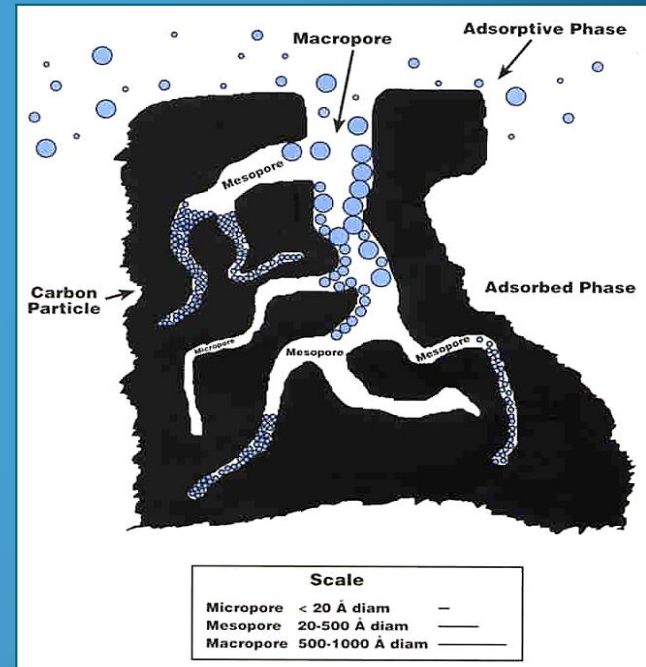 Macropore
Adsorptive Phase
Mesopore
Carbon
Particle
Adsorbed Phase
Micropore
Mesopore
Mesopore
Scale
Micropore < 20 Å diam
Mesopore 20-500 Å diam
Macropore 500-1000 Å diam